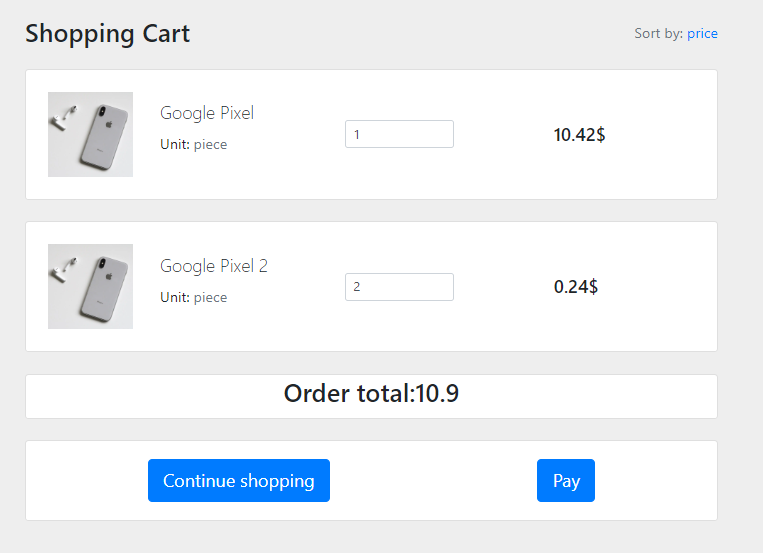 Shopping Cart
Sort by: price
Google Pixel
Unit: piece
1
10.42$
Google Pixel 2
Unit: piece
2
0.24$
Order total:10.9
Continue shopping
Pay